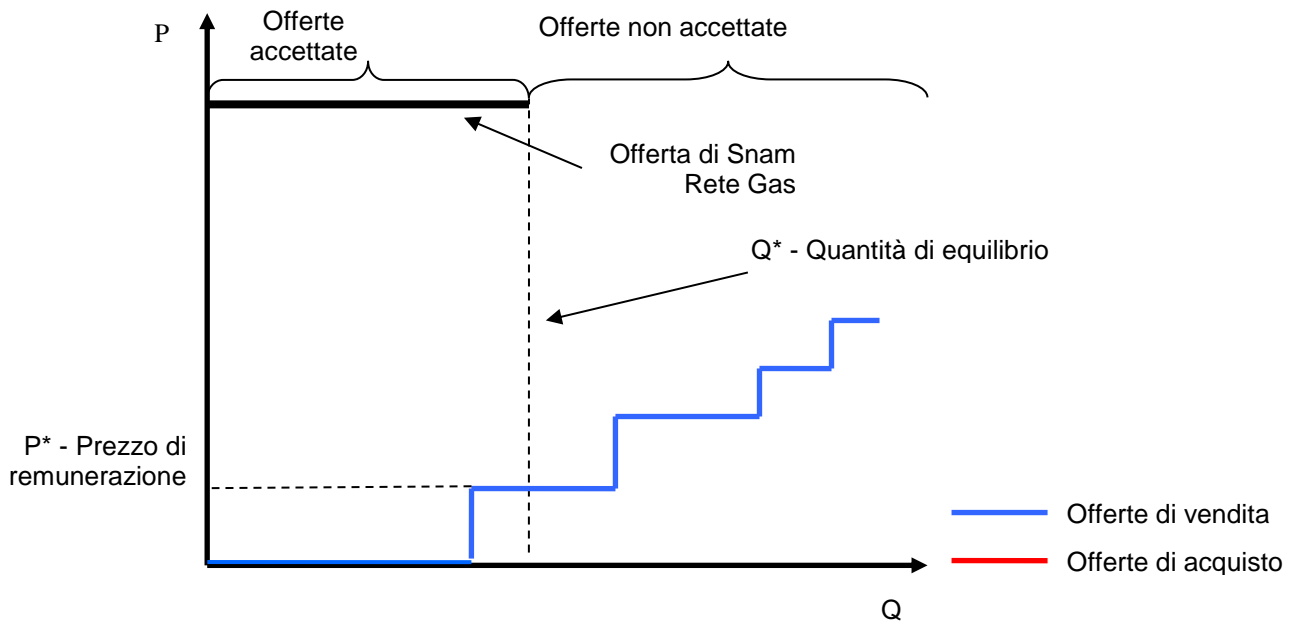 P
Offerte
accettate
Offerte non accettate
Offerta di Snam
Rete Gas
Q* - Quantità di equilibrio
P* - Prezzo di
remunerazione
Offerte di vendita
Offerte di acquisto
Q